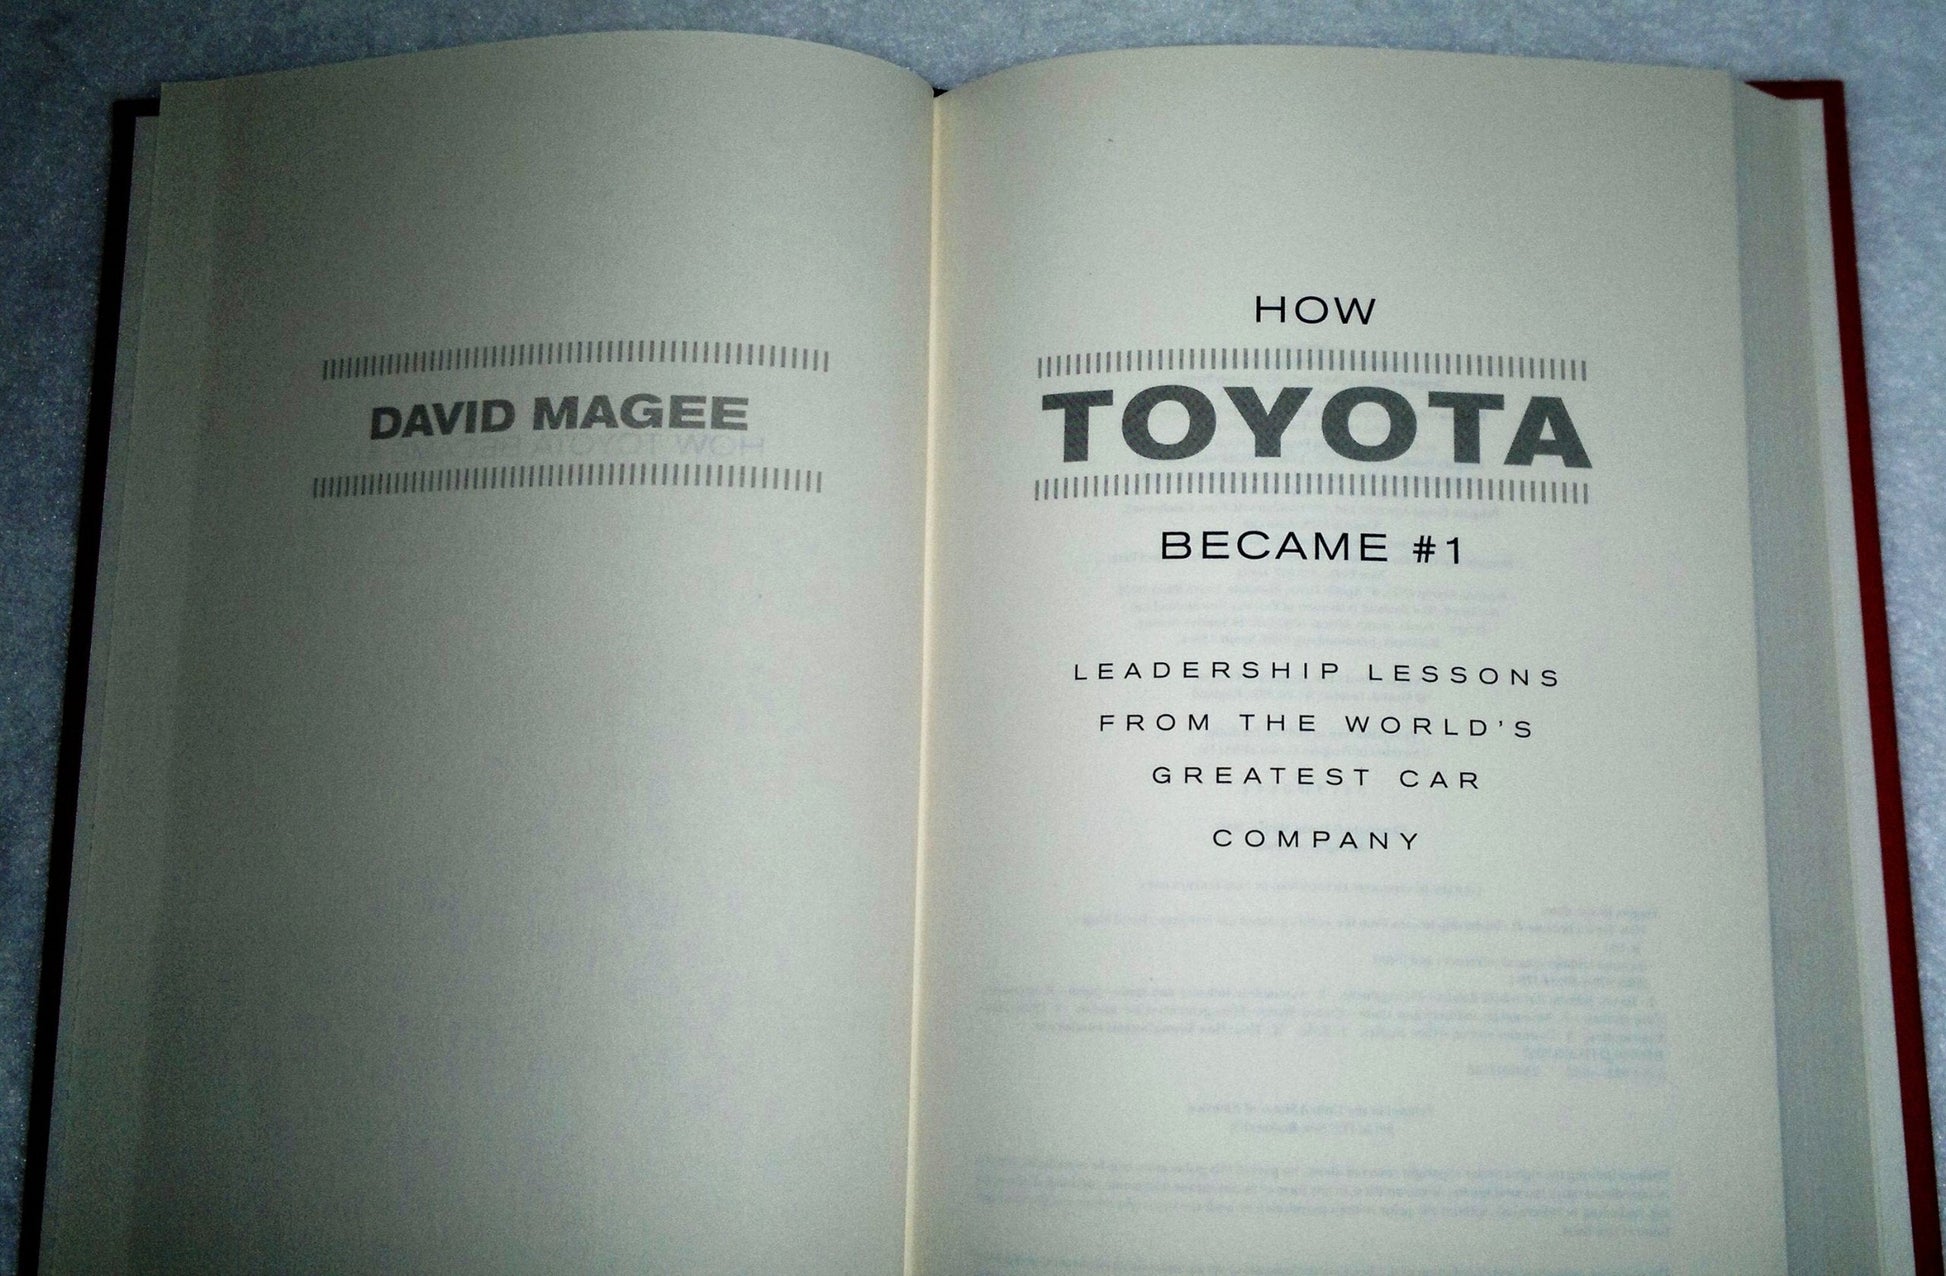 DAVID MAGEE
HOW
TOYOTA
BECAME #1
LEADERSHIP LESSONS
FROM THE WORLD'S
GREATEST CAR
COMPANY